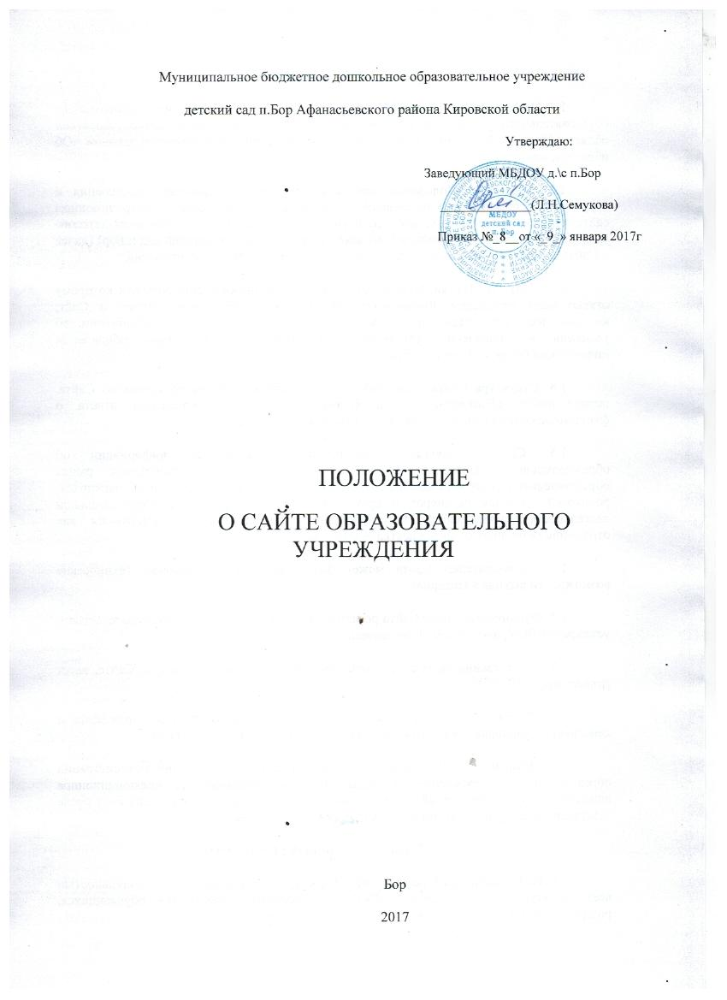 Муниципальное бюджетное дошкольное образовательное учреждение
детский сад п.Бор Афанасьевского района Кировской области
Утверждаю:
Заведующий МБДОУ д.\с п.Бор
(Л.Н.Семукова)
МБДОУ
детский сад
п. Бор
Приказ №_8__от «_9_» января 2017г
ПОЛОЖЕНИЕ
О САЙТЕ ОБРАЗОВАТЕЛЬНОГО
УЧРЕЖДЕНИЯ
Бор
2017